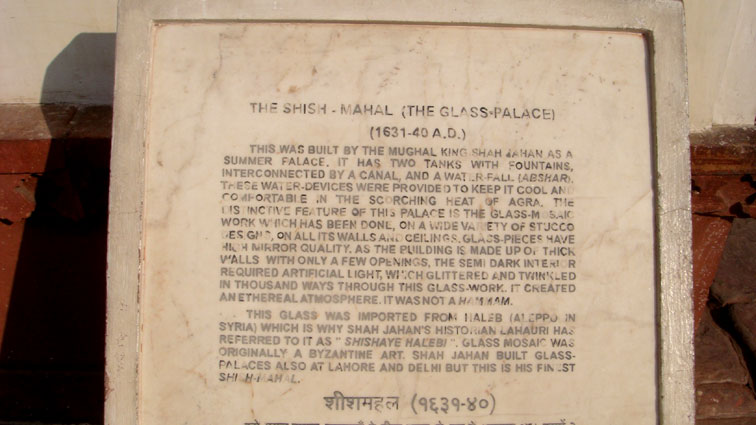 THE SHISH - MAHAL (THE GLASS-PALACE)
(1631-40 A.D.)
THIS WAS BUILT BY THE MUGHAL KING SHAH JAHAN AS A
SUMMER PALACE. IT HAS TWO TANKS WITH FOUNTAINS,
INTERCONNECTED BY A CANAL, AND A WATER-FALL (ABSHAR).
THESE WATER-DEVICES WERE PROVIDED TO KEEP IT COOL AND
COMFORTABLE IN THE SCORCHING HEAT OF AGRA. THE
DISTINCTIVE FEATURE OF THIS PALACE IS THE GLASS-MOSAIC
WORK WHICH HAS BEEN DONE, ON A WIDE VARIETY OF STUCCO
DESIGNS, ON ALL ITS WALLS AND CEILINGS. GLASS-PIECES HAVE
HIGH MIRROR QUALITY. AS THE BUILDING IS MADE UP OF THICK
WALLS WITH ONLY A FEW OPENINGS, THE SEMI DARK INTERIOR
REQUIRED ARTIFICIAL LIGHT, WHICH GLITTERED AND TWINKLED
IN THOUSAND WAYS THROUGH THIS GLASS-WORK. IT CREATED
AN ETHEREAL ATMOSPHERE. IT WAS NOT A HAMMAM.
THIS GLASS WAS IMPORTED FROM HALEB (ALEPPO IN
SYRIA) WHICH IS WHY SHAH JAHAN'S HISTORIAN LAHAURI HAS
REFERRED TO IT AS " SHISHAYE HALEBI ". GLASS MOSAIC WAS
ORIGINALLY A BYZANTINE ART. SHAH JAHAN BUILT GLASS-
PALACES ALSO AT LAHORE AND DELHI BUT THIS IS HIS FINEST
SHISH-MAHAL.
शीशमहल (१६३१-४०)